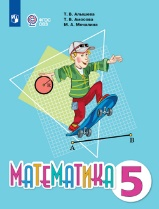 Т. В. Алышева
Т. В. Амосова
М. А. Мочалина
A
B
МАТЕМАТИКА 5